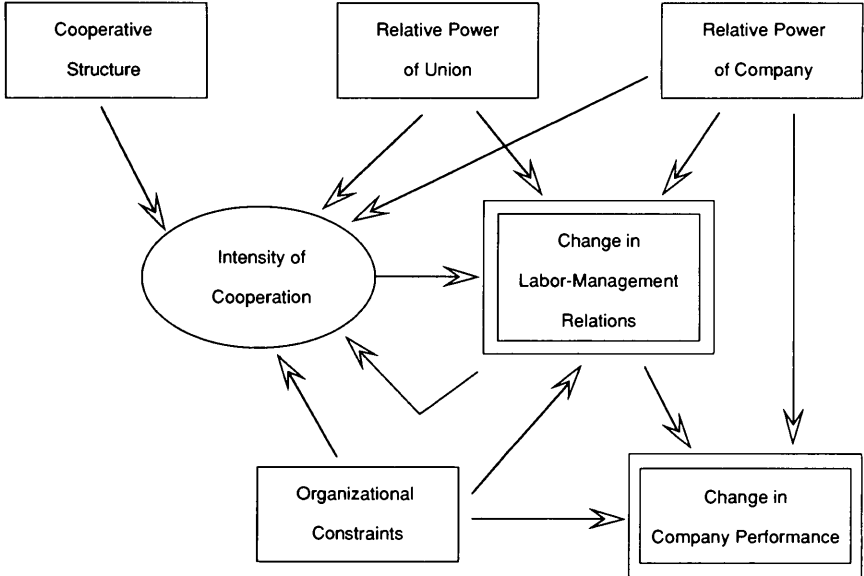 Cooperative
Structure
Relative Power
of Union
Relative Power
of Company
Intensity of
Cooperation
Change in
Labor-Management
Relations
Organizational
Constraints
Change in
Company Performance